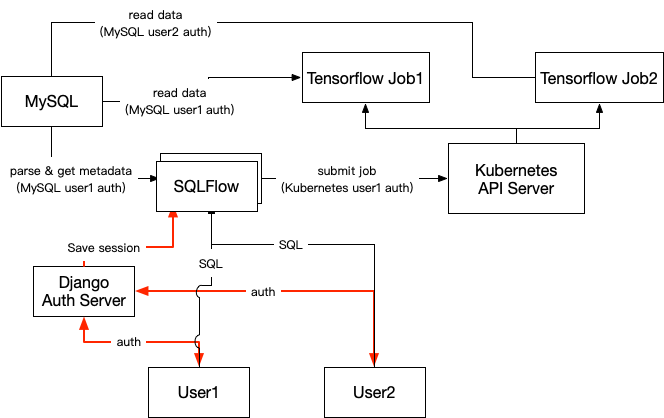 read data
(MySQL user2 auth)
Tensorflow Job1
Tensorflow Job2
MySQL
read data
(MySQL user1 auth)
parse & get metadata
(MySQL user1 auth)
SQLFlow
submit job
(Kubernetes user1 auth)
Kubernetes
API Server
Save session
SQL
SQL
Django
Auth Server
auth
auth
User1
User2